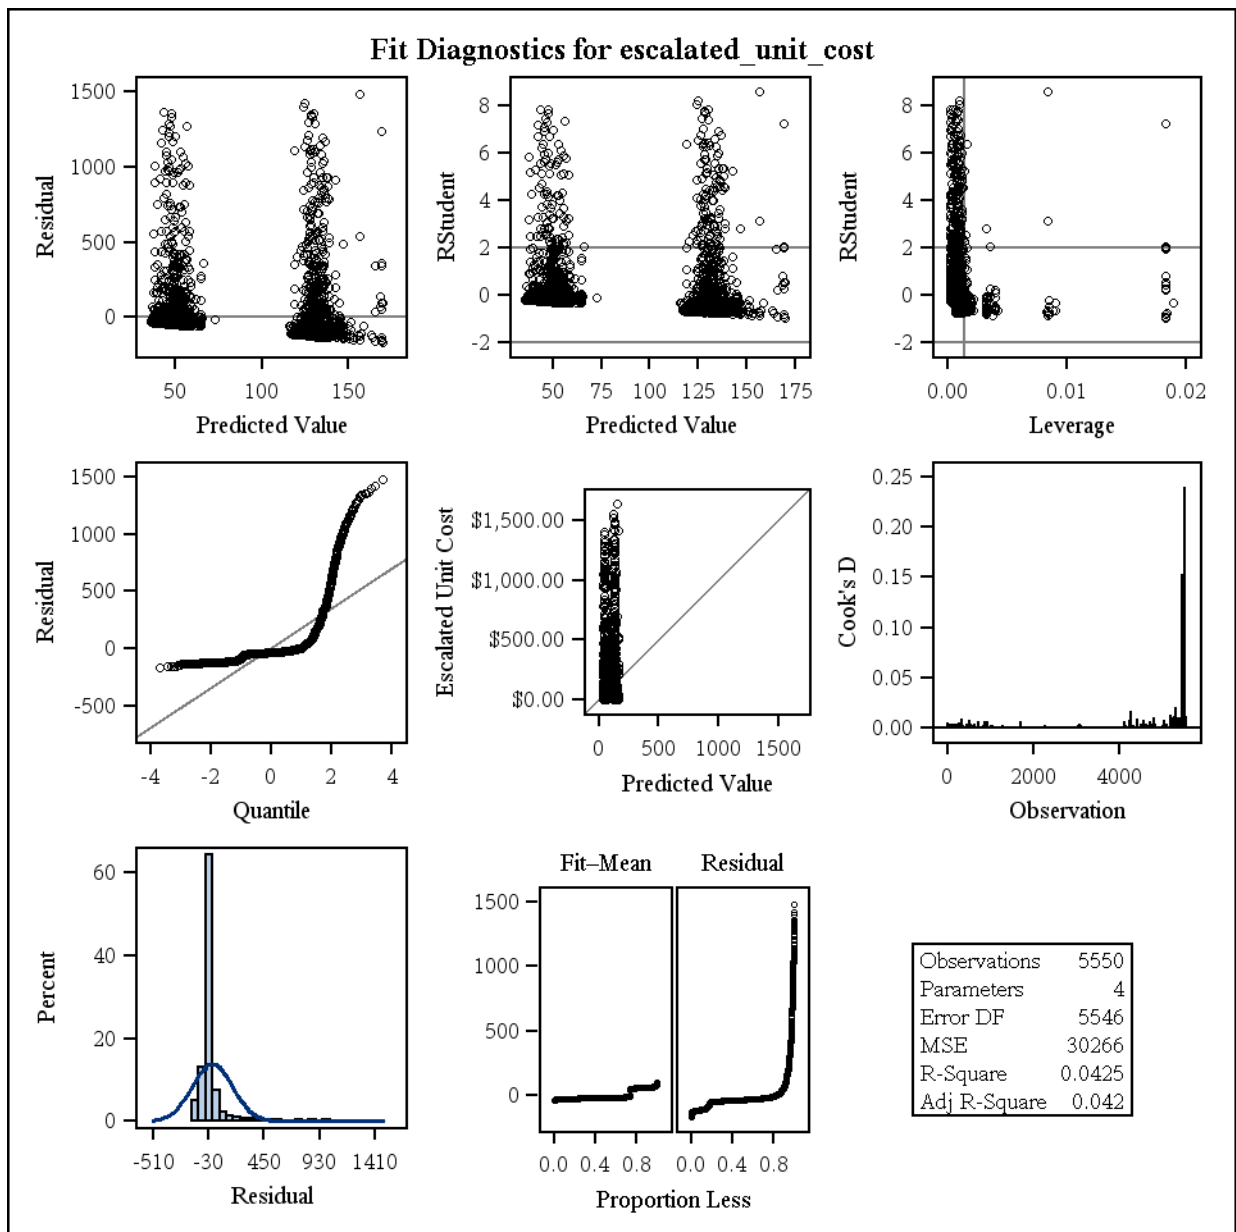 Fit Diagnostics for escalated_unit_cost
1500
1000
500
0
Residual
50 100 150
Predicted Value
8
6
4
2
0
-2
RStudent
50 75 100 125 150 175
Predicted Value
8
6
4
2
0
-2
RStudent
0.00 0.01 0.02
Leverage
1500
1000
500
0
-500
Residual
-4 -2 0 2 4
Quantile
$1,500.00
$1,000.00
$500.00
$0.00
Escalated Unit Cost
0 500 1000 1500
Predicted Value
0.25
0.20
0.15
0.10
0.05
0.00
Cook's D
0 2000 4000
Observation
60
40
20
0
Percent
-510 -30 450 930 1410
Residual
Fit–Mean Residual
1500
1000
500
0
0.0 0.4 0.8 0.0 0.4 0.8
Proportion Less
Observations 5550
Parameters 4
Error DF 5546
MSE 30266
R-Square 0.0425
Adj R-Square 0.042